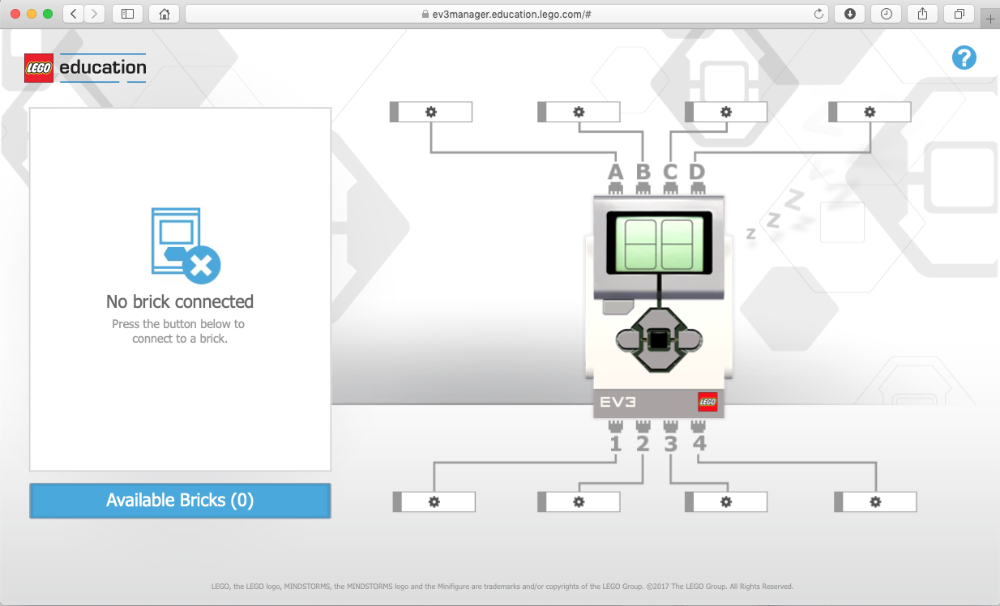 ev3manager.education.lego.com/#
LEGO education
?
A B C D
z z z
EV3 LEGO
1 2 3 4
No brick connected
Press the button below to
connect to a brick.
Available Bricks (0)
LEGO, the LEGO logo, MINDSTORMS, the MINDSTORMS logo and the Minifigure are trademarks and/or copyrights of the LEGO Group. ©2017 The LEGO Group. All Rights Reserved.